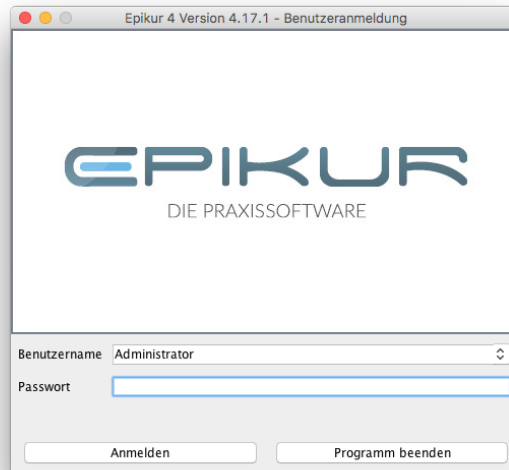 Epikur 4 Version 4.17.1 - Benutzeranmeldung
EPIKUR
DIE PRAXISSOFTWARE
Benutzername Administrator
Passwort
Anmelden Programm beenden